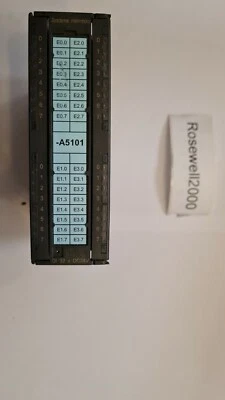 E0.0 E2.0
E0.1 E2.1
E0.2 E2.2
E0.3 E2.3
E0.4 E2.4
E0.5 E2.5
E0.6 E2.6
E0.7 E2.7
-A5101
E1.0 E3.0
E1.1 E3.1
E1.2 E3.2
E1.3 E3.3
E1.4 E3.4
E1.5 E3.5
E1.6 E3.6
E1.7 E3.7
Rosewell2000